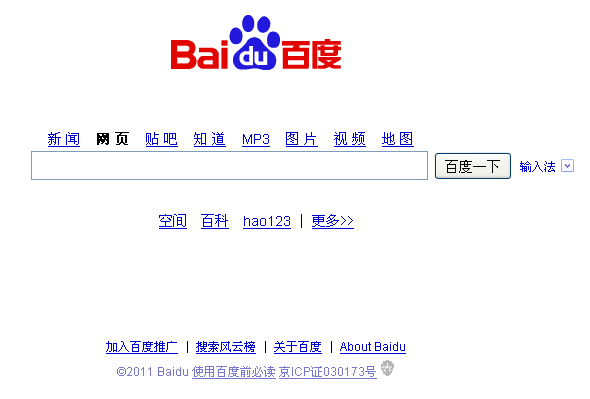 Bai du 百度
新闻 网页 贴吧 知道 MP3 图片 视频 地图
百度一下 输入法
空间 百科 hao123 | 更多>>
加入百度推广 | 搜索风云榜 | 关于百度 | About Baidu
©2011 Baidu 使用百度前必读 京ICP证030173号